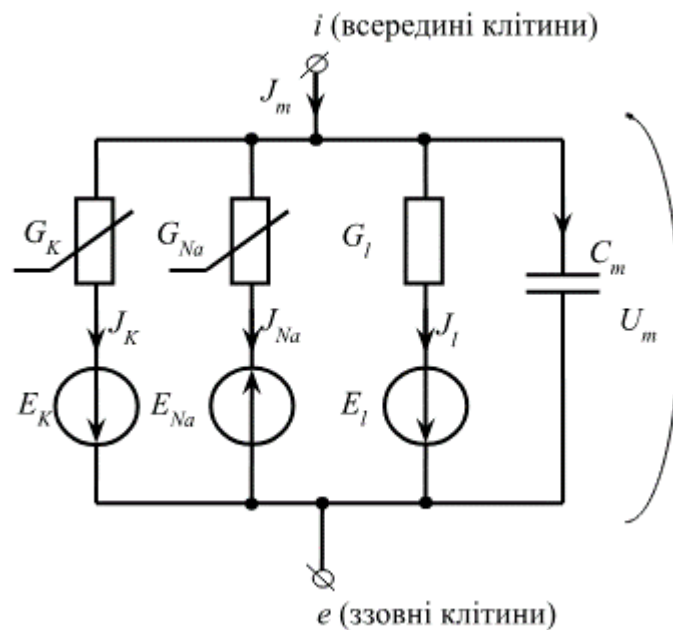 i (всередині клітини)
J_m
G_K
G_Na
G_l
C_m
J_K
J_Na
J_l
U_m
E_K
E_Na
E_l
e (ззовні клітини)